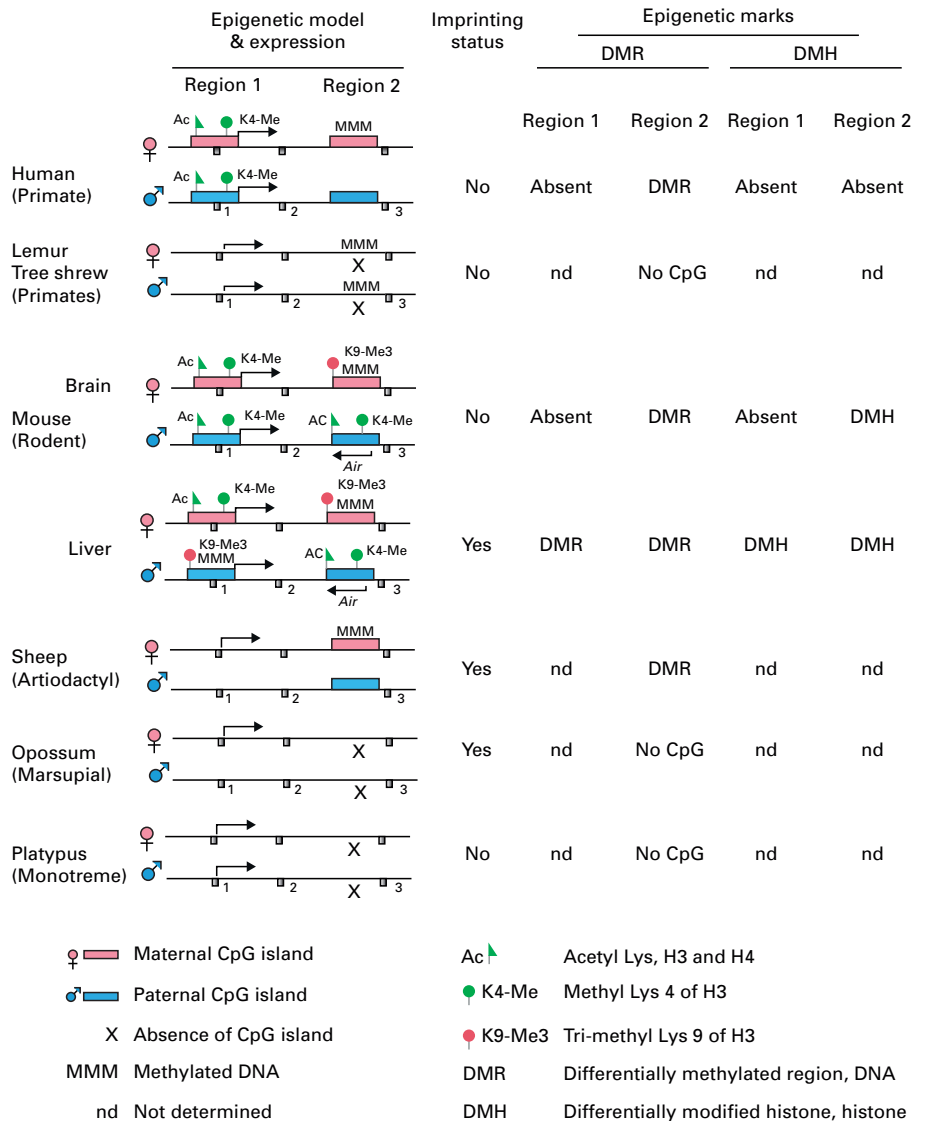 Epigenetic model
& expression
Imprinting
status
Epigenetic marks
DMR DMH
Region 1 Region 2
Region 1 Region 2 Region 1 Region 2
Ac K4-Me MMM
Human
(Primate)
Ac K4-Me
1 2 3
No Absent DMR Absent Absent
Lemur
Tree shrew
(Primates)
MMM
X
MMM
1 2 X 3
No nd No CpG nd nd
Brain
Ac K4-Me K9-Me3
MMM
Mouse
(Rodent)
Ac K4-Me AC K4-Me
1 2 3
Air
No Absent DMR Absent DMH
Liver
Ac K4-Me K9-Me3
MMM
K9-Me3
MMM AC K4-Me
1 2 3
Air
Yes DMR DMR DMH DMH
Sheep
(Artiodactyl)
MMM
1 2 3
Yes nd DMR nd nd
Opossum
(Marsupial)
X
1 2 X 3
Yes nd No CpG nd nd
Platypus
(Monotreme)
X
1 2 X 3
No nd No CpG nd nd
Maternal CpG island
Paternal CpG island
X Absence of CpG island
MMM Methylated DNA
nd Not determined
Ac Acetyl Lys, H3 and H4
K4-Me Methyl Lys 4 of H3
K9-Me3 Tri-methyl Lys 9 of H3
DMR Differentially methylated region, DNA
DMH Differentially modified histone, histone